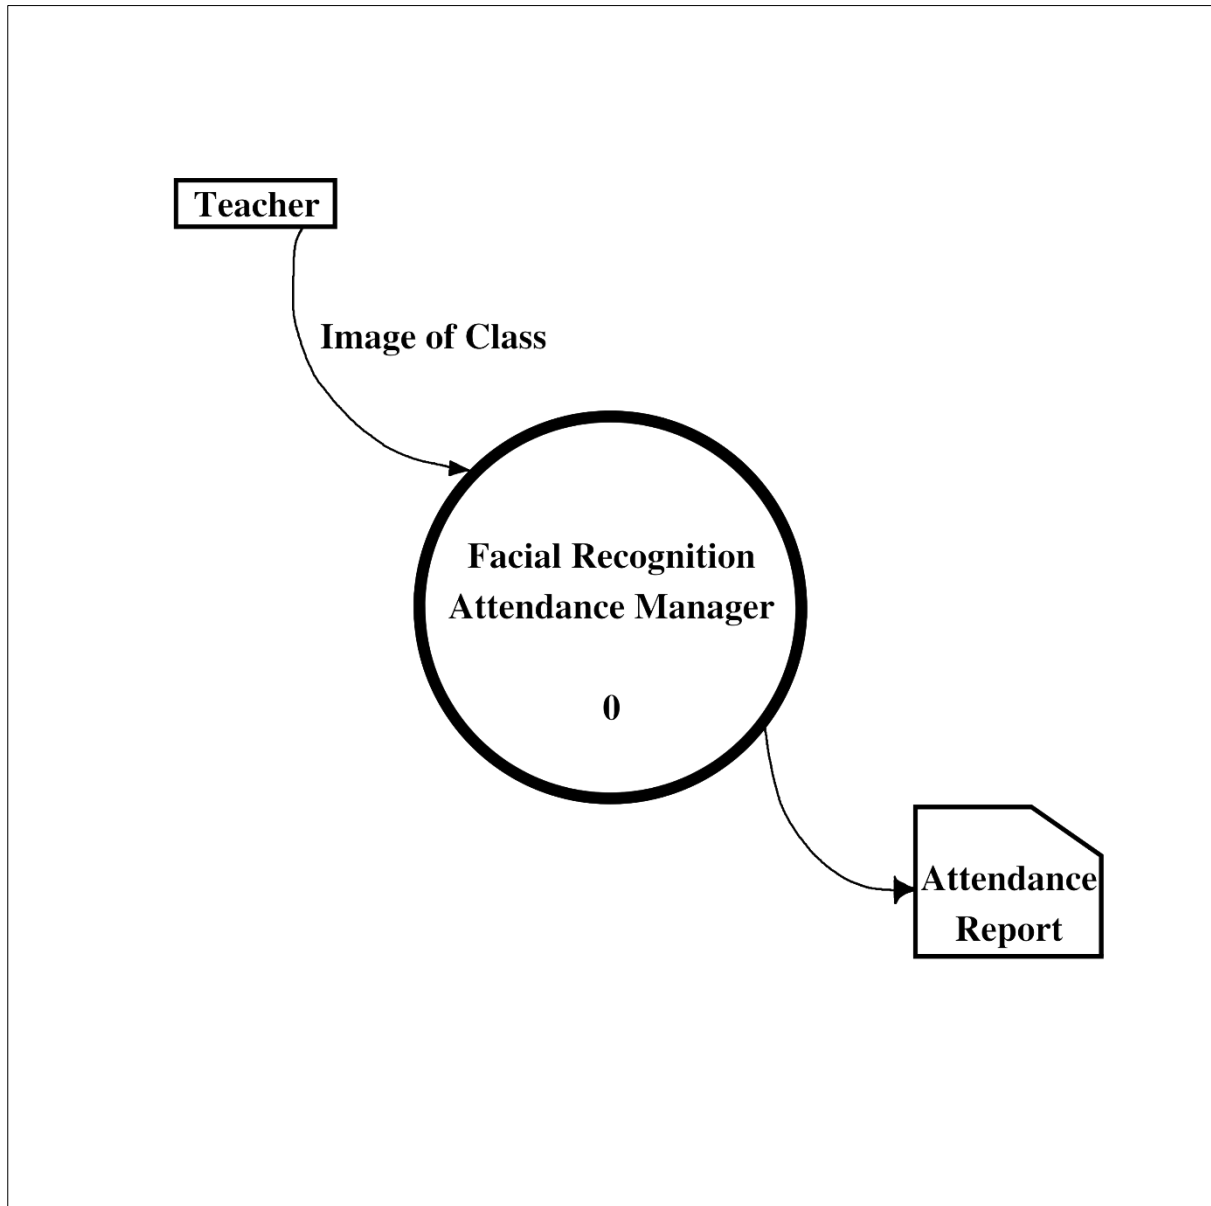 Teacher
Image of Class
Facial Recognition
Attendance Manager
0
Attendance
Report